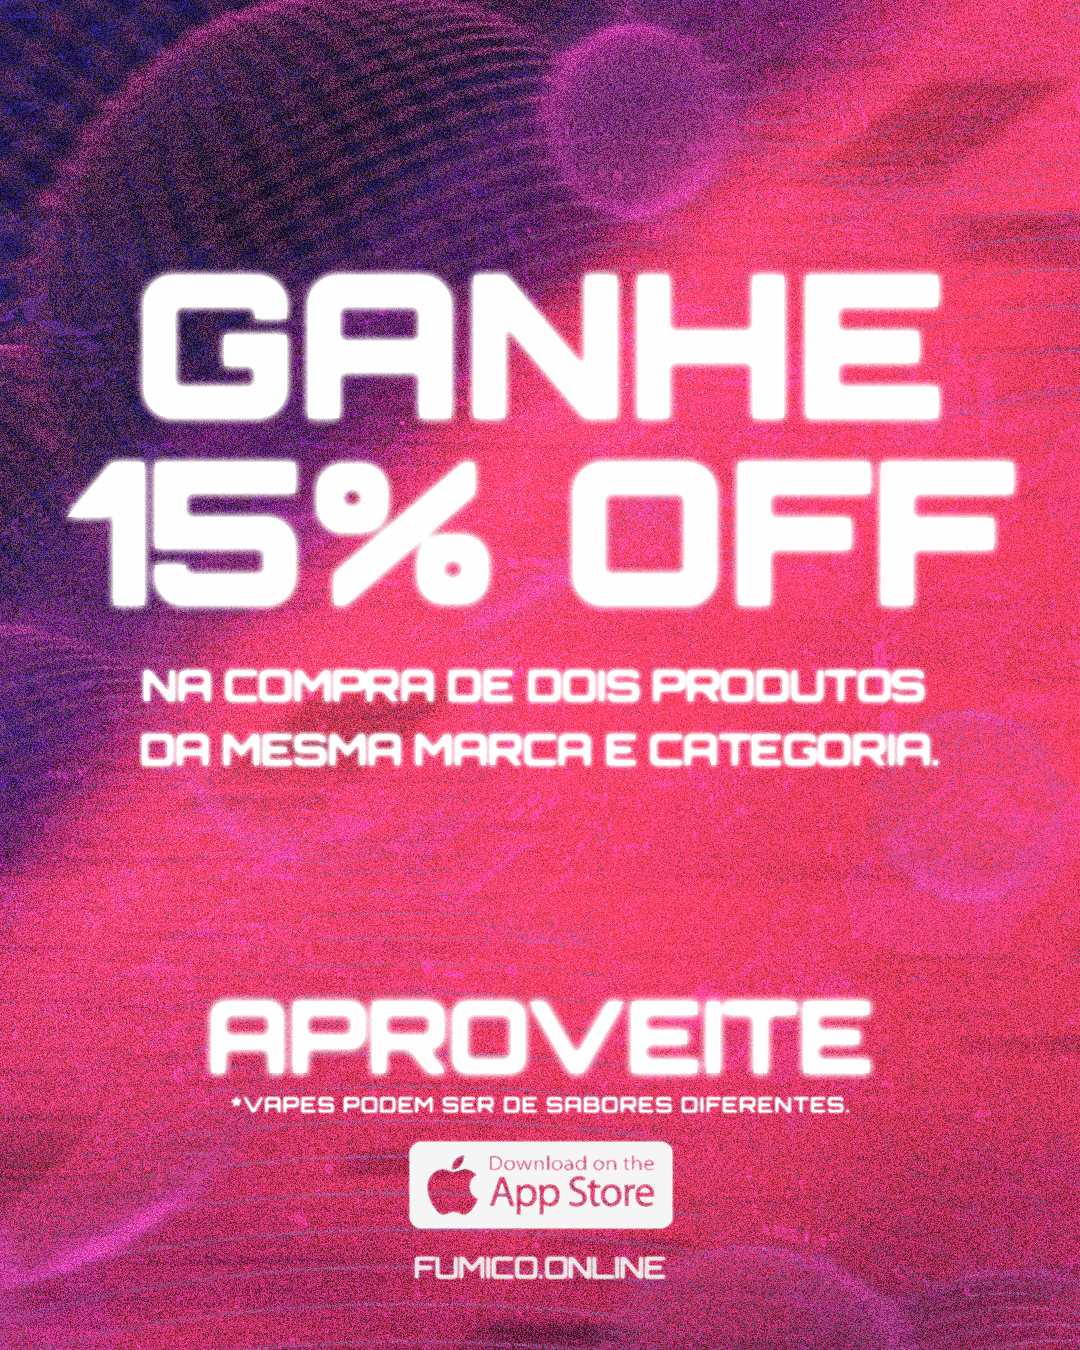 GANHE
15% OFF
NA COMPRA DE DOIS PRODUTOS
DA MESMA MARCA E CATEGORIA.
APROVEITE
*VAPES PODEM SER DE SABORES DIFERENTES.
Download on the
App Store
FUMICO.ONLINE